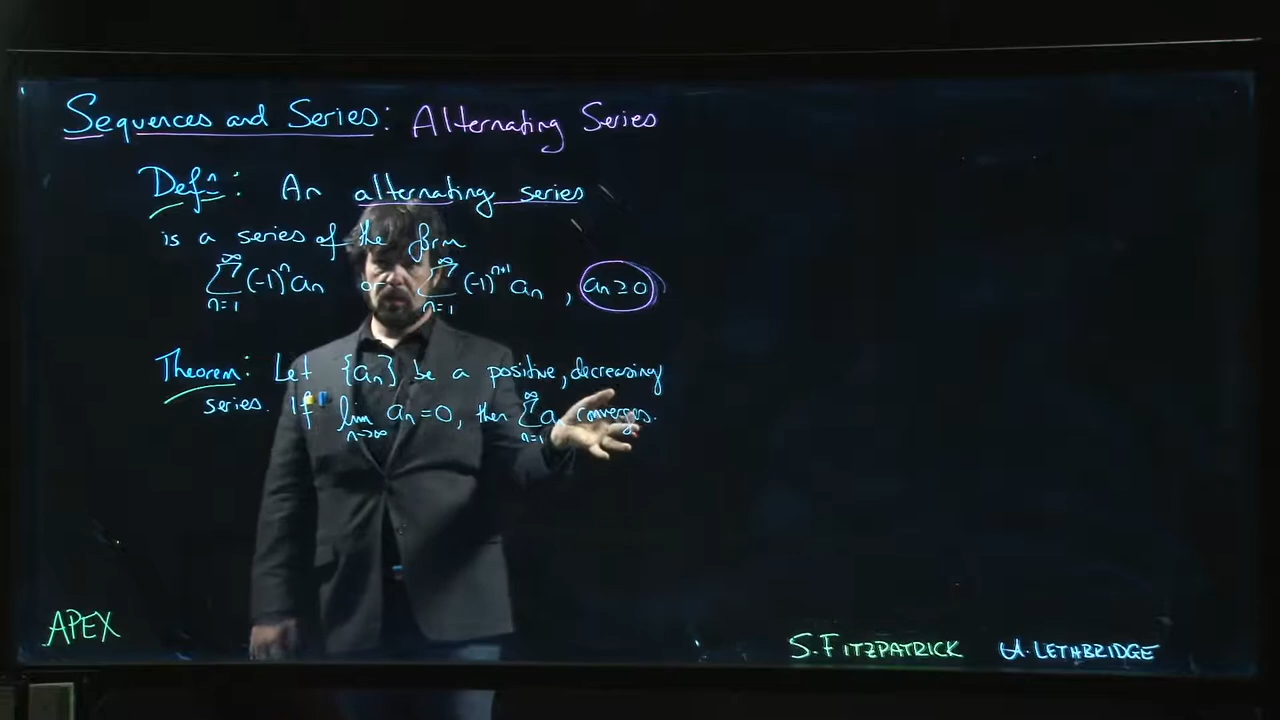 Sequences and Series: Alternating Series
Defⁿ: An alternating series
is a series of the form
∑_{n=1}^{∞} (-1)^n a_n or ∑_{n=1}^{∞} (-1)^{n+1} a_n , a_n ≥ 0
Theorem: Let {a_n} be a positive, decreasing
series. If lim_{n→∞} a_n = 0, then ∑_{n=1}^{∞} a_n converges.
APEX
S. FITZPATRICK U. LETHBRIDGE